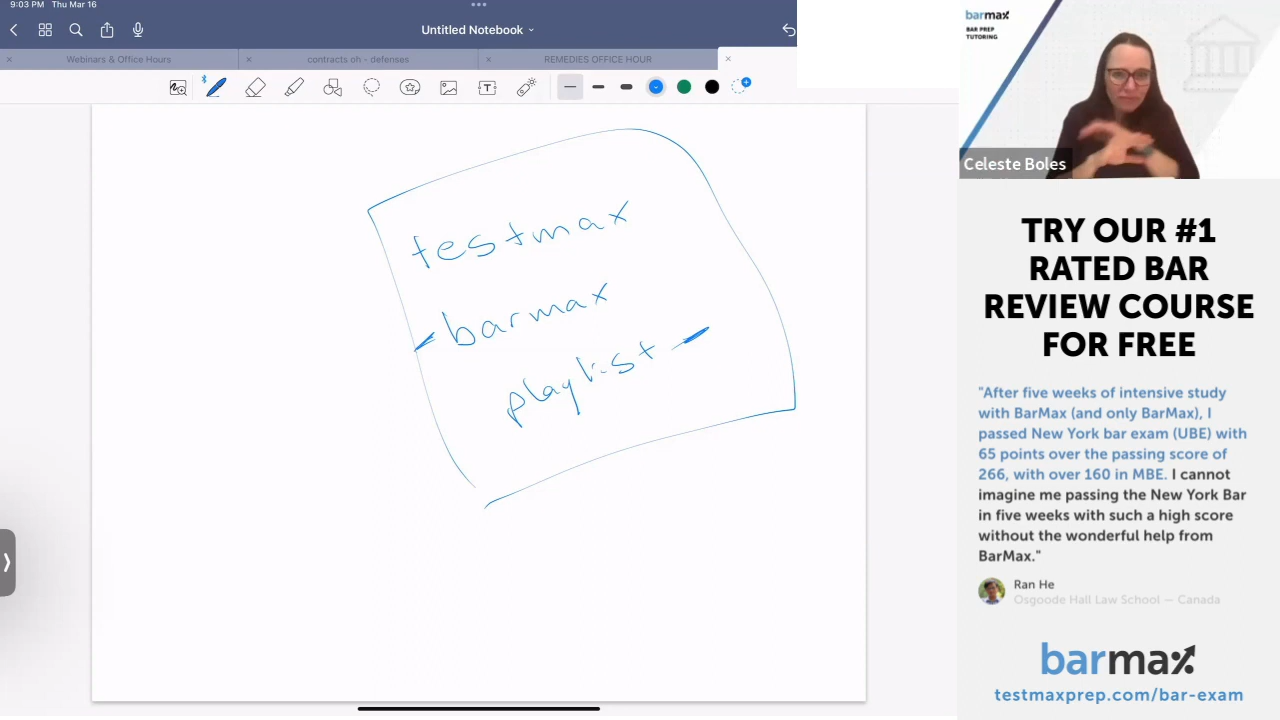 9:03 PM Thu Mar 16
Untitled Notebook
Webinars & Office Hours
contracts oh - defenses
REMEDIES OFFICE HOUR
testmax
barmax
playlist
barmax
BAR PREP
TUTORING
Celeste Boles
TRY OUR #1
RATED BAR
REVIEW COURSE
FOR FREE
"After five weeks of intensive study
with BarMax (and only BarMax), I
passed New York bar exam (UBE) with
65 points over the passing score of
266, with over 160 in MBE. I cannot
imagine me passing the New York Bar
in five weeks with such a high score
without the wonderful help from
BarMax."
Ran He
Osgoode Hall Law School — Canada
barmax
testmaxprep.com/bar-exam